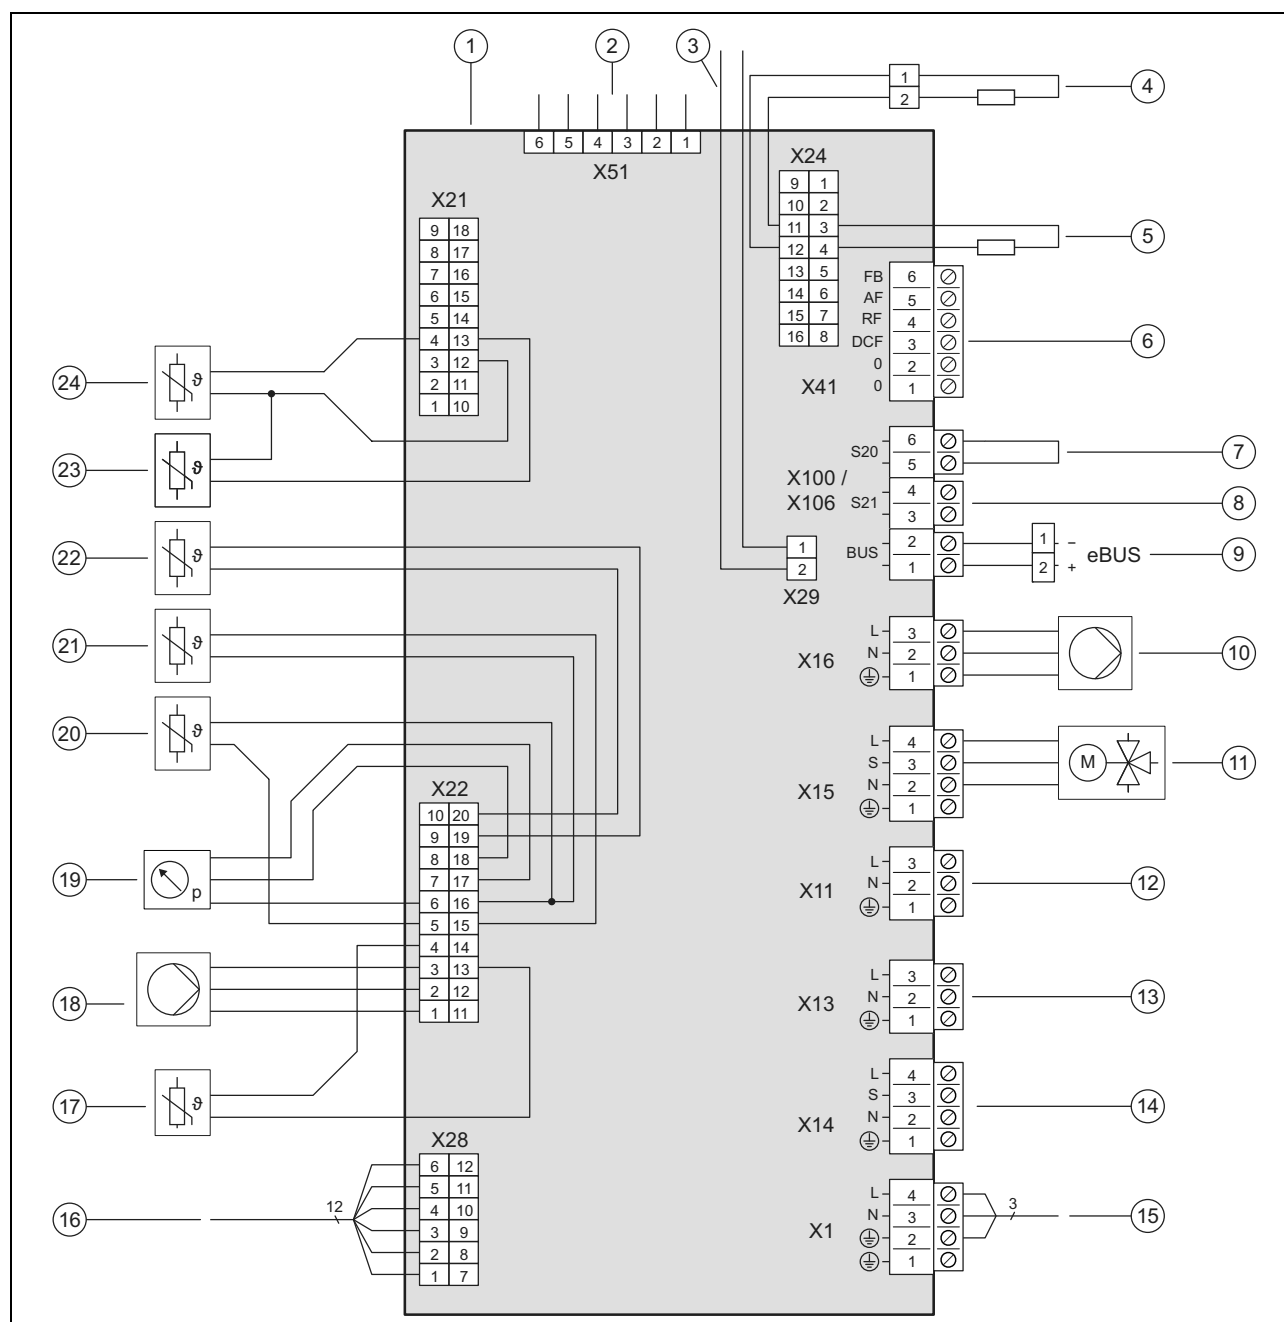 1 2 3
1
2
4
6 5 4 3 2 1
X51
X24
9 1
10 2
11 3
12 4
13 5
14 6
15 7
16 8
5
X21
9 18
8 17
7 16
6 15
5 14
4 13
3 12
2 11
1 10
FB 6
AF 5
RF 4
DCF 3
0 2
0 1
X41
6
24 ϑ
23 ϑ
22 ϑ
21 ϑ
20 ϑ
X100 /
X106
S20
6
5
7
S21
4
3
8
BUS
2
1
1 –
2 +
eBUS
9
1
2
X29
X16
L 3
N 2
1
10
X15
L 4
S 3
N 2
1
M
11
X22
10 20
9 19
8 18
7 17
6 16
5 15
4 14
3 13
2 12
1 11
19 p
18
17 ϑ
X11
L 3
N 2
1
12
X13
L 3
N 2
1
13
X14
L 4
S 3
N 2
1
14
X28
6 12
5 11
4 10
3 9
2 8
1 7
16 12
X1
L 4
N 3
2
1
3
15